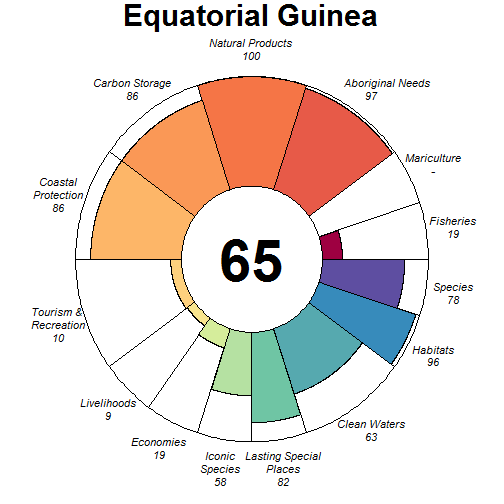 Equatorial Guinea
Natural Products
100
Carbon Storage
86
Aboriginal Needs
97
Mariculture
-
Coastal
Protection
86
Fisheries
19
65
Species
78
Tourism &
Recreation
10
Habitats
96
Livelihoods
9
Clean Waters
63
Economies
19
Iconic
Species
58
Lasting Special
Places
82